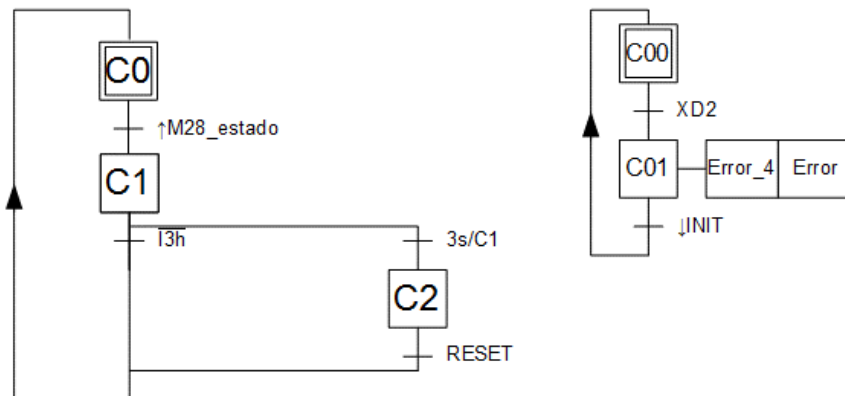 C0
↑M28_estado
C1
I3h
3s/C1
C2
RESET
C00
XD2
C01
Error_4
Error
↓INIT